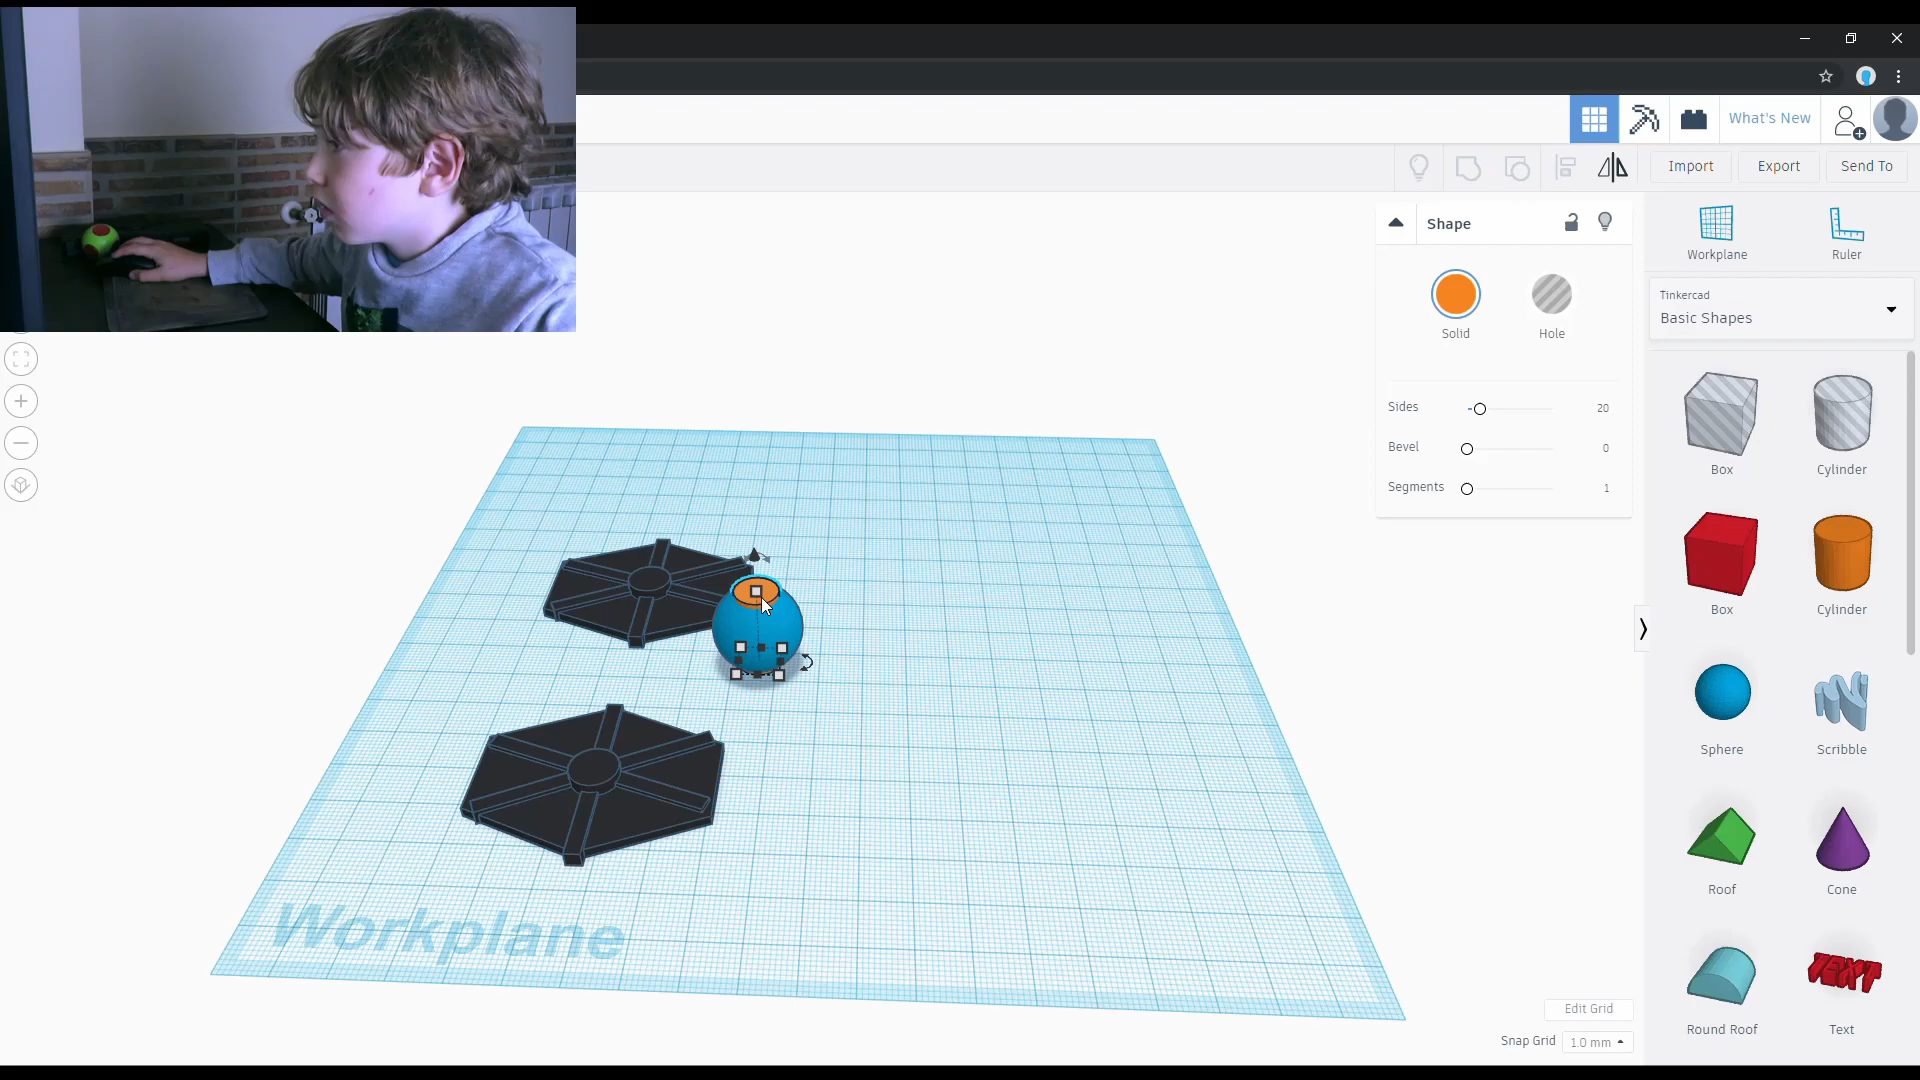 What's New
Import
Export
Send To
Shape
Solid
Hole
Sides
20
Bevel
0
Segments
1
Workplane
Ruler
Tinkercad
Basic Shapes
Box
Cylinder
Box
Cylinder
Sphere
Scribble
Roof
Cone
TEXT
Round Roof
Text
Workplane
Edit Grid
Snap Grid
1.0 mm